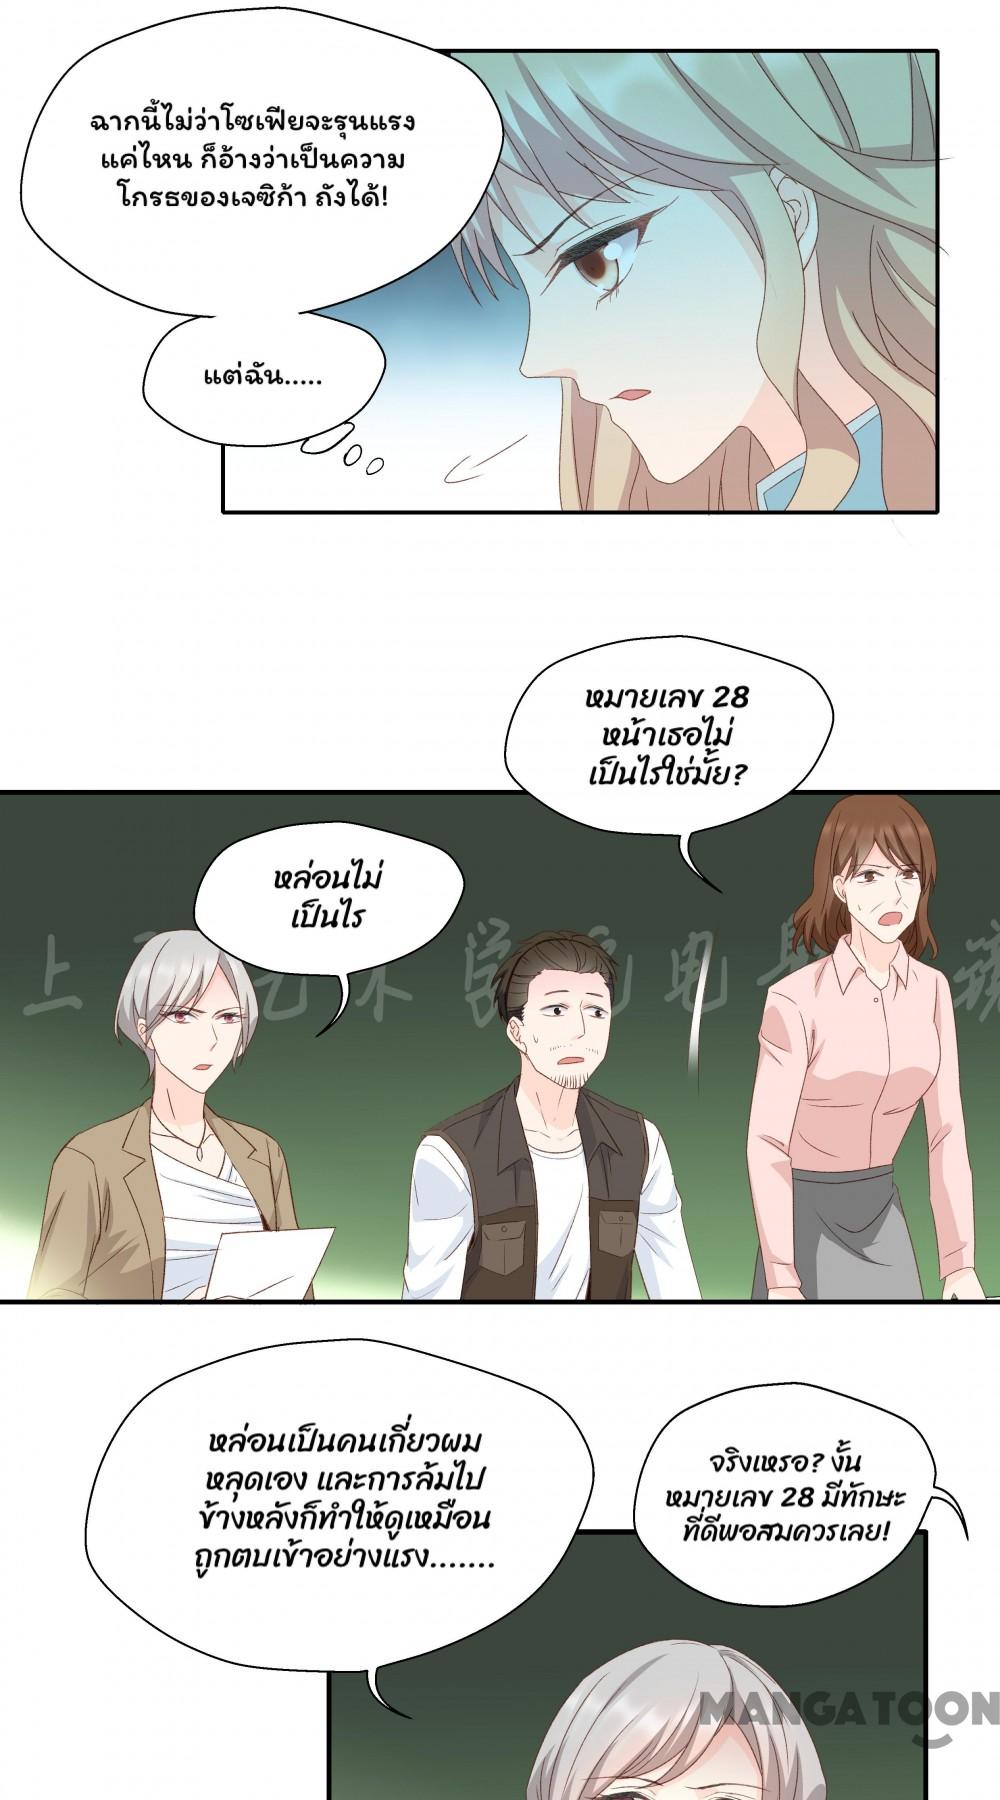 ฉากนี้ไม่ว่าโซเฟียจะรุนแรง
แค่ไหน ก็อ้างว่าเป็นความ
โกรธของเจซิก้า ถังได้!
แต่ฉัน.....
หมายเลข 28
หน้าเธอไม่
เป็นไรใช่มั้ย?
หล่อนไม่
เป็นไร
หล่อนเป็นคนเกี่ยวผม
หลุดเอง และการล้มไป
ข้างหลังก็ทำให้ดูเหมือน
ถูกตบเข้าอย่างแรง.......
จริงเหรอ? งั้น
หมายเลข 28 มีทักษะ
ที่ดีพอสมควรเลย!
MANGATOON